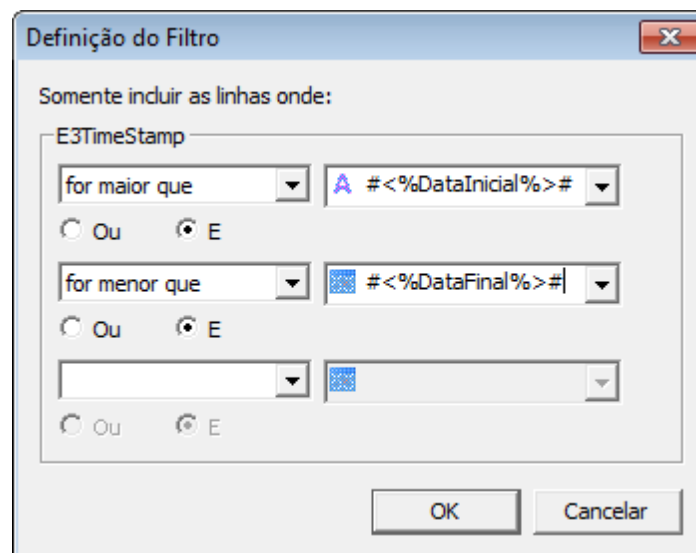 Definição do Filtro
Somente incluir as linhas onde:
E3TimeStamp
for maior que #<%DataInicial%>#
Ou E
for menor que #<%DataFinal%>#
Ou E
Ou E
OK Cancelar